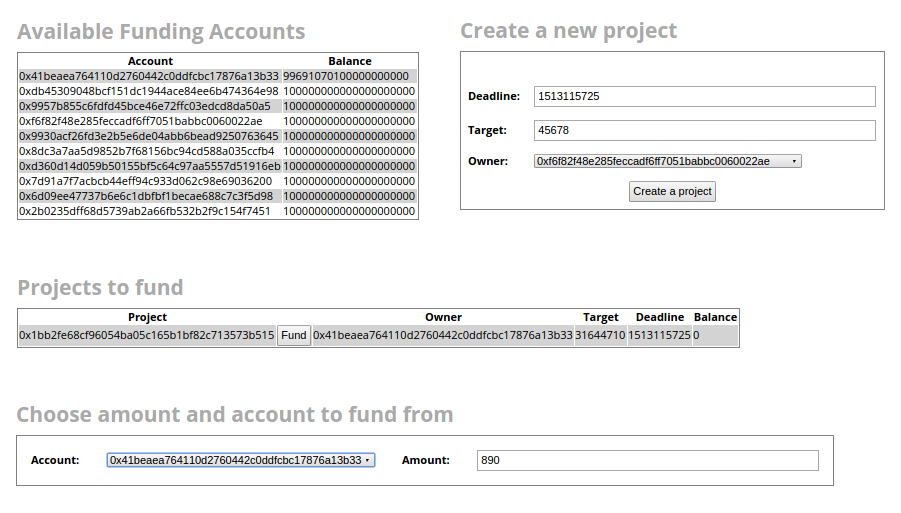 Available Funding Accounts
Account Balance
0x41beaea764110d2760442c0ddfcbc17876a13b33 99691070100000000000
0xdb45309048bcf151dc1944ace84ee6b474364e98 100000000000000000000
0x9957b855c6fdfd45bce46e72ffc03edcd8da50a5 100000000000000000000
0xf6f82f48e285feccadf6ff7051babbc0060022ae 100000000000000000000
0x9930acf26fd3e2b5e6de04abb6bead9250763645 100000000000000000000
0x8dc3a7aa5d9852b7f68156bc94cd588a035ccfb4 100000000000000000000
0xd360d14d059b50155bf5c64c97aa5557d51916eb 100000000000000000000
0x7d91a7f7acbcb44eff94c933d062c98e69036200 100000000000000000000
0x6d09ee47737b6e6c1dbfbf1becae688c7c3f5d98 100000000000000000000
0x2b0235dff68d5739ab2a66fb532b2f9c154f7451 100000000000000000000
Create a new project
Deadline: 1513115725
Target: 45678
Owner: 0xf6f82f48e285feccadf6ff7051babbc0060022ae
Create a project
Projects to fund
Project Owner Target Deadline Balance
0x1bb2fe68cf96054ba05c165b1bf82c713573b515 Fund 0x41beaea764110d2760442c0ddfcbc17876a13b33 31644710 1513115725 0
Choose amount and account to fund from
Account: 0x41beaea764110d2760442c0ddfcbc17876a13b33 Amount: 890